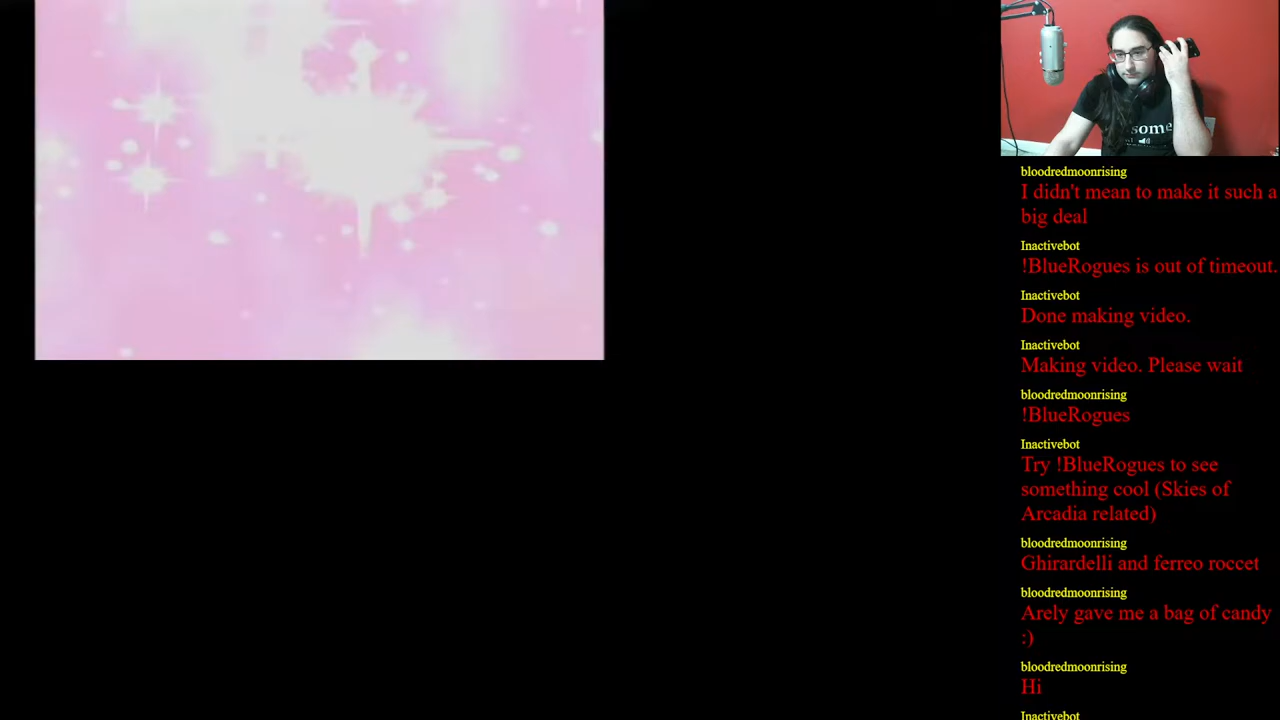 some
bloodredmoonrising
I didn't mean to make it such a
big deal
Inactivebot
!BlueRogues is out of timeout.
Inactivebot
Done making video.
Inactivebot
Making video. Please wait
bloodredmoonrising
!BlueRogues
Inactivebot
Try !BlueRogues to see
something cool (Skies of
Arcadia related)
bloodredmoonrising
Ghirardelli and ferreo roccet
bloodredmoonrising
Arely gave me a bag of candy
:)
bloodredmoonrising
Hi
Inactivebot